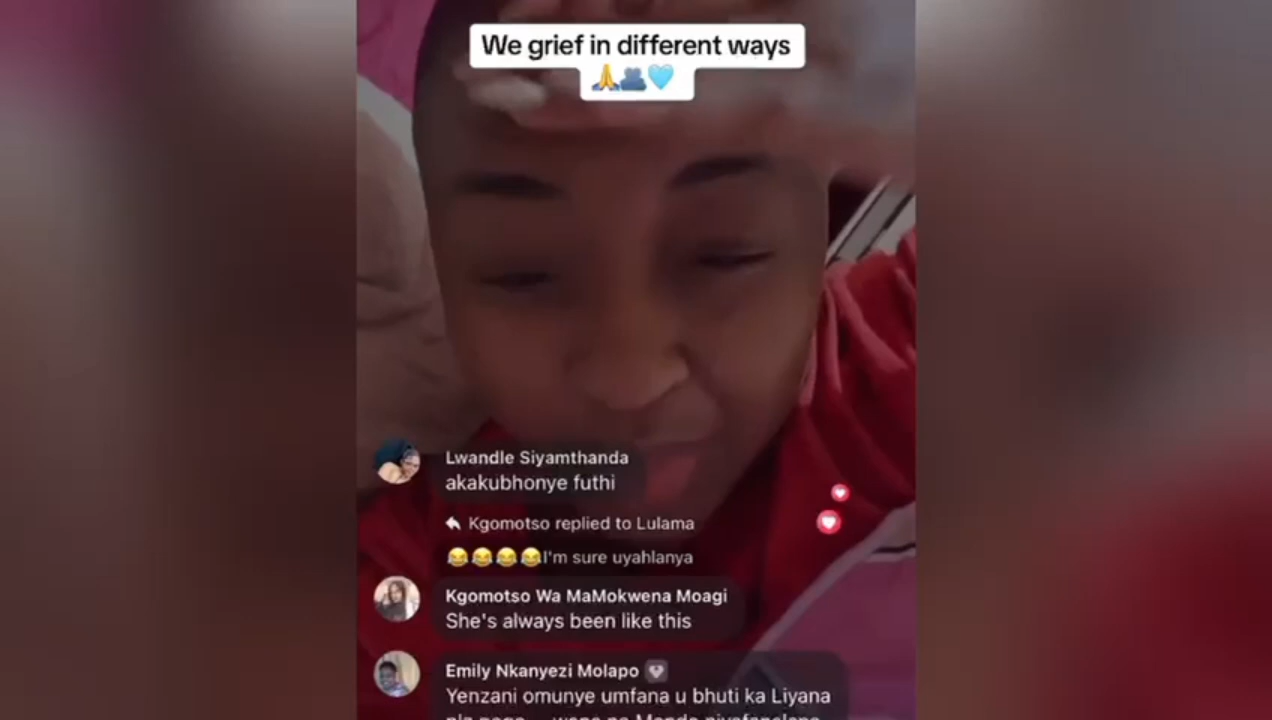 We grief in different ways
🙏🫂🩵
Lwandle Siyamthanda
akakubhonye futhi
Kgomotso replied to Lulama
😂😂😂😂I'm sure uyahlanya
Kgomotso Wa MaMokwena Moagi
She's always been like this
Emily Nkanyezi Molapo
Yenzani omunye umfana u bhuti ka Liyana